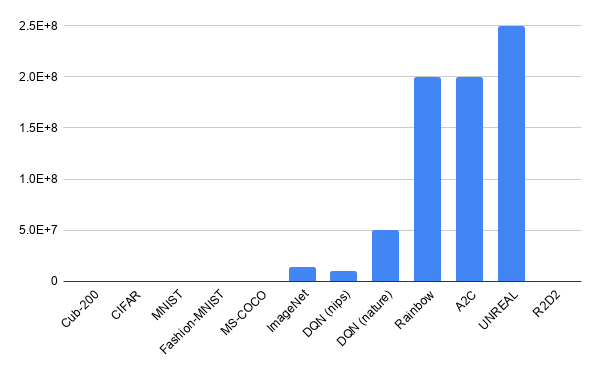 2.5E+8
2.0E+8
1.5E+8
1.0E+8
5.0E+7
0
Cub-200
CIFAR
MNIST
Fashion-MNIST
MS-COCO
ImageNet
DQN (nips)
DQN (nature)
Rainbow
A2C
UNREAL
R2D2